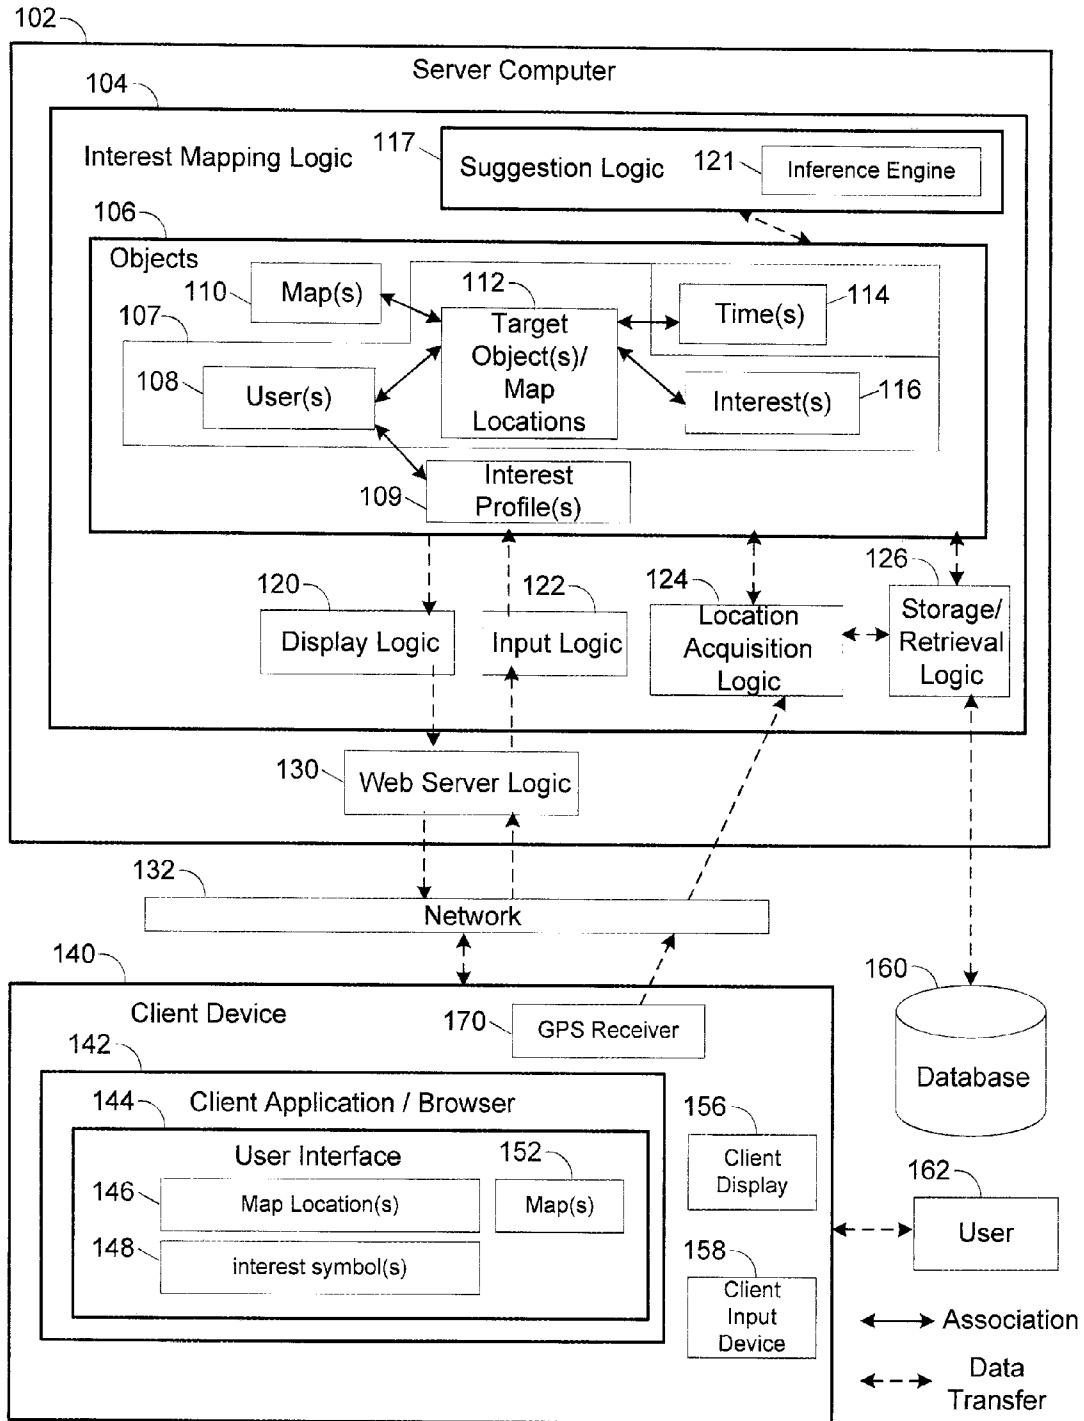 102
Server Computer
104
Interest Mapping Logic
117
Suggestion Logic
121
Inference Engine
106
Objects
110
Map(s)
112
Target
Object(s)/
Map
Locations
Time(s)
114
107
108
User(s)
Interest(s)
116
Interest
Profile(s)
109
120
Display Logic
122
Input Logic
124
Location
Acquisition
Logic
126
Storage/
Retrieval
Logic
130
Web Server Logic
132
Network
140
Client Device
170
GPS Receiver
160
Database
142
Client Application / Browser
144
User Interface
146
Map Location(s)
152
Map(s)
148
interest symbol(s)
156
Client
Display
158
Client
Input
Device
162
User
Association
Data
Transfer